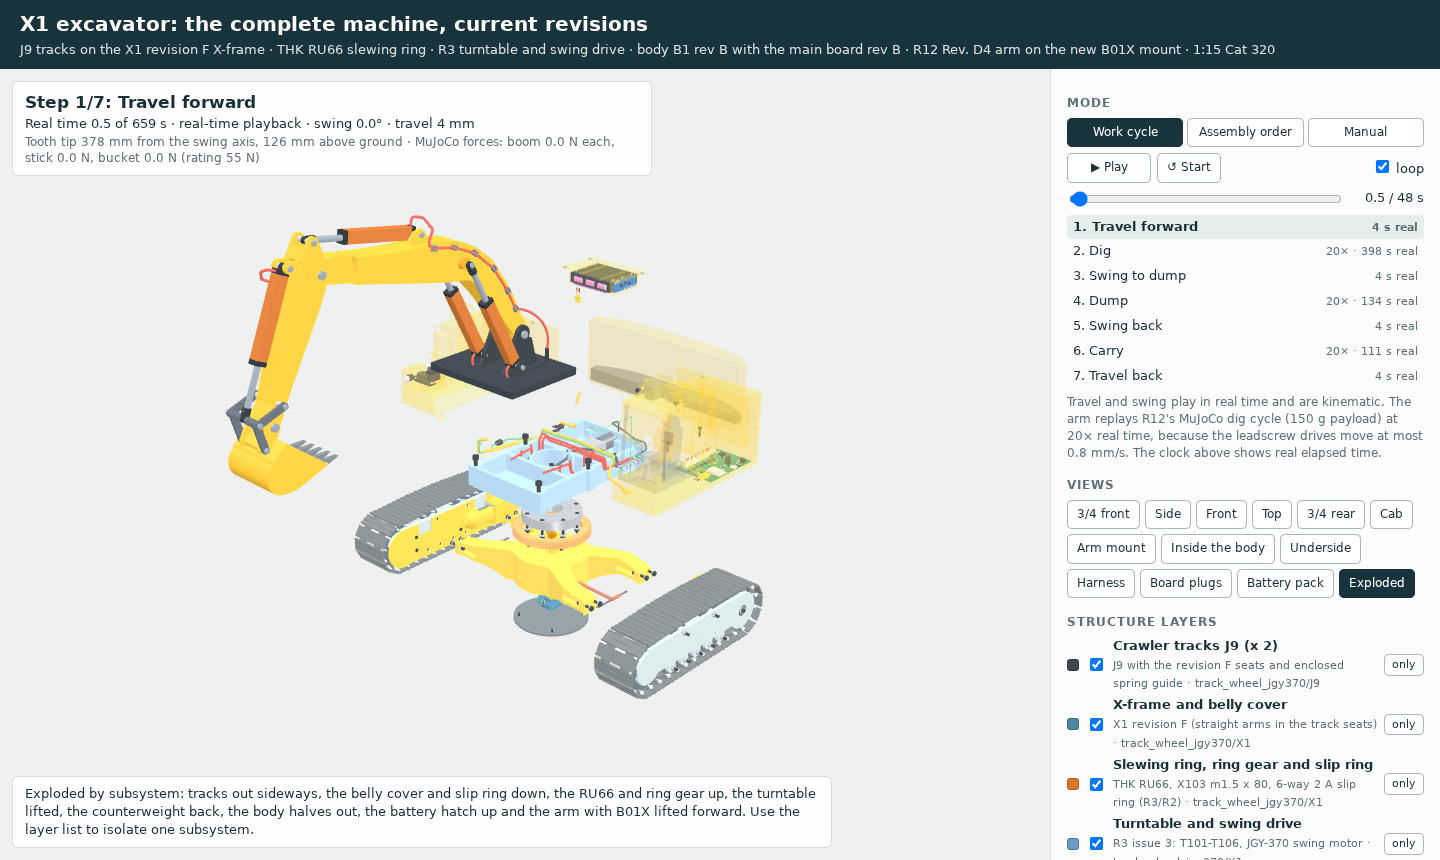 X1 excavator: the complete machine, current revisions
J9 tracks on the X1 revision F X-frame · THK RU66 slewing ring · R3 turntable and swing drive · body B1 rev B with the main board rev B · R12 Rev. D4 arm on the new B01X mount · 1:15 Cat 320
Step 1/7: Travel forward
Real time 0.5 of 659 s · real-time playback · swing 0.0° · travel 4 mm
Tooth tip 378 mm from the swing axis, 126 mm above ground · MuJoCo forces: boom 0.0 N each,
stick 0.0 N, bucket 0.0 N (rating 55 N)
Exploded by subsystem: tracks out sideways, the belly cover and slip ring down, the RU66 and ring gear up, the turntable
lifted, the counterweight back, the body halves out, the battery hatch up and the arm with B01X lifted forward. Use the
layer list to isolate one subsystem.
MODE
Work cycle
Assembly order
Manual
▶ Play
↺ Start
loop
0.5 / 48 s
1. Travel forward 4 s real
2. Dig 20× · 398 s real
3. Swing to dump 4 s real
4. Dump 20× · 134 s real
5. Swing back 4 s real
6. Carry 20× · 111 s real
7. Travel back 4 s real
Travel and swing play in real time and are kinematic. The
arm replays R12's MuJoCo dig cycle (150 g payload) at
20× real time, because the leadscrew drives move at most
0.8 mm/s. The clock above shows real elapsed time.
VIEWS
3/4 front
Side
Front
Top
3/4 rear
Cab
Arm mount
Inside the body
Underside
Harness
Board plugs
Battery pack
Exploded
STRUCTURE LAYERS
Crawler tracks J9 (x 2)
J9 with the revision F seats and enclosed
spring guide · track_wheel_jgy370/J9
only
X-frame and belly cover
X1 revision F (straight arms in the track seats)
· track_wheel_jgy370/X1
only
Slewing ring, ring gear and slip ring
THK RU66, X103 m1.5 x 80, 6-way 2 A slip
ring (R3/R2) · track_wheel_jgy370/X1
only
Turntable and swing drive
R3 issue 3: T101-T106, JGY-370 swing motor ·
only